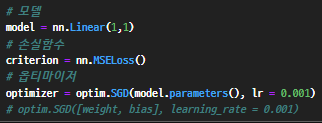 # 모델
model = nn.Linear(1,1)
# 손실함수
criterion = nn.MSELoss()
# 옵티마이저
optimizer = optim.SGD(model.parameters(), lr = 0.001)
# optim.SGD([weight, bias], learning_rate = 0.001)